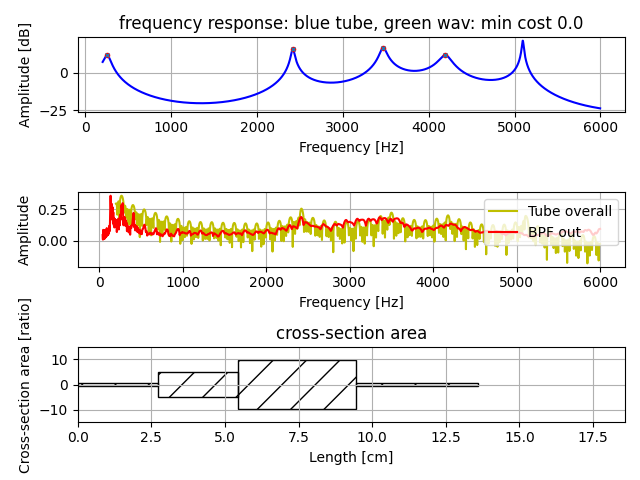 frequency response: blue tube, green wav: min cost 0.0
Amplitude [dB]
0
−25
0 1000 2000 3000 4000 5000 6000
Frequency [Hz]
Amplitude
0.25
0.00
Tube overall
BPF out
0 1000 2000 3000 4000 5000 6000
Frequency [Hz]
cross-section area
Cross-section area [ratio]
10
0
−10
0.0 2.5 5.0 7.5 10.0 12.5 15.0 17.5
Length [cm]